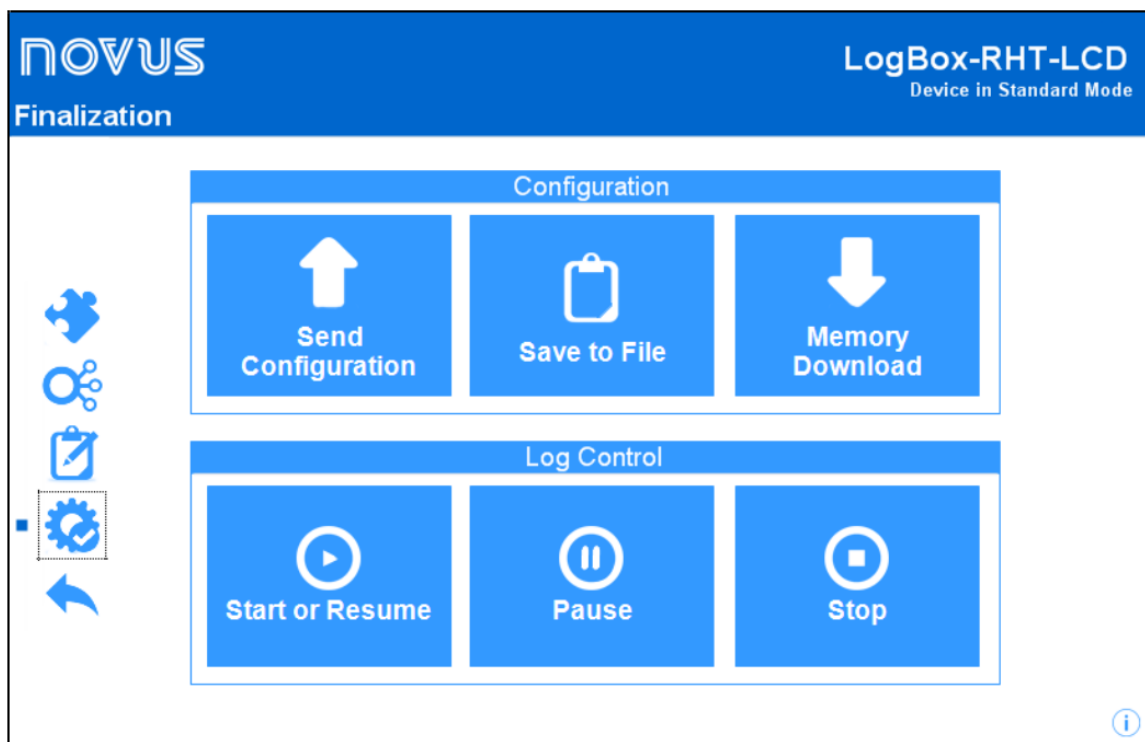 NOVUS
LogBox-RHT-LCD
Device in Standard Mode
Finalization
Configuration
Send
Configuration
Save to File
Memory
Download
Log Control
Start or Resume
Pause
Stop
i